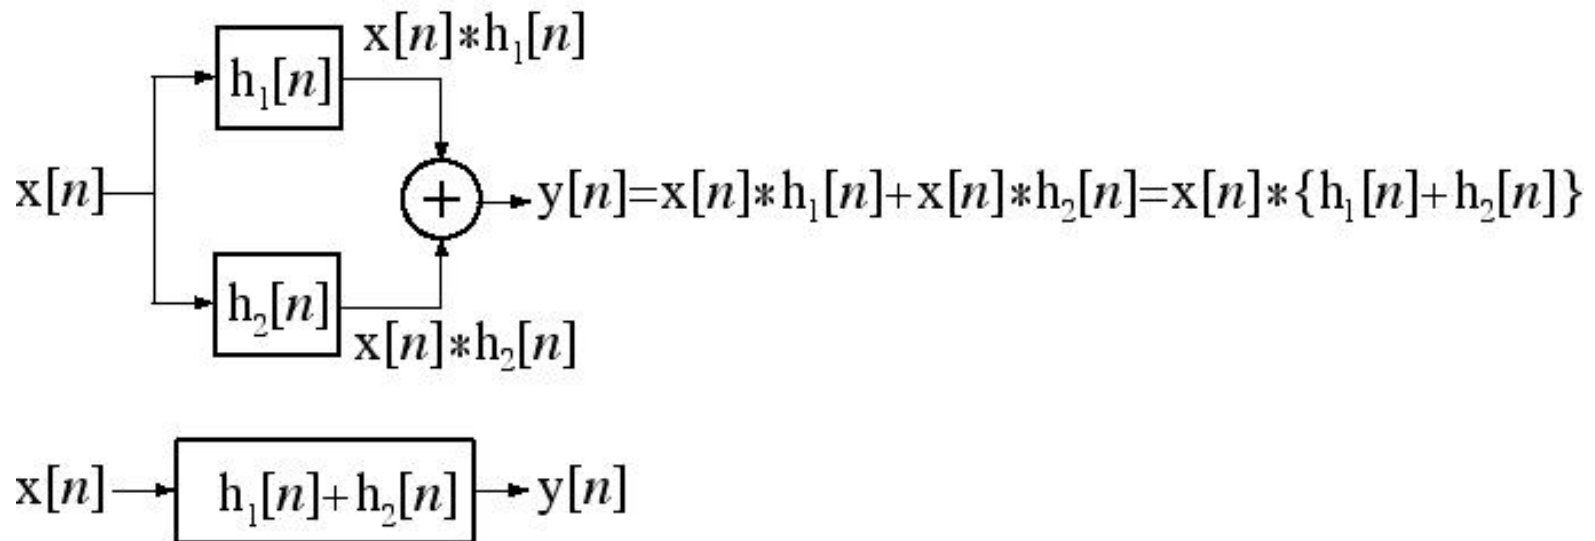 x[n]*h₁[n]
h₁[n]
x[n]
+
y[n]=x[n]*h₁[n]+x[n]*h₂[n]=x[n]*{h₁[n]+h₂[n]}
h₂[n]
x[n]*h₂[n]
x[n]
h₁[n]+h₂[n]
y[n]